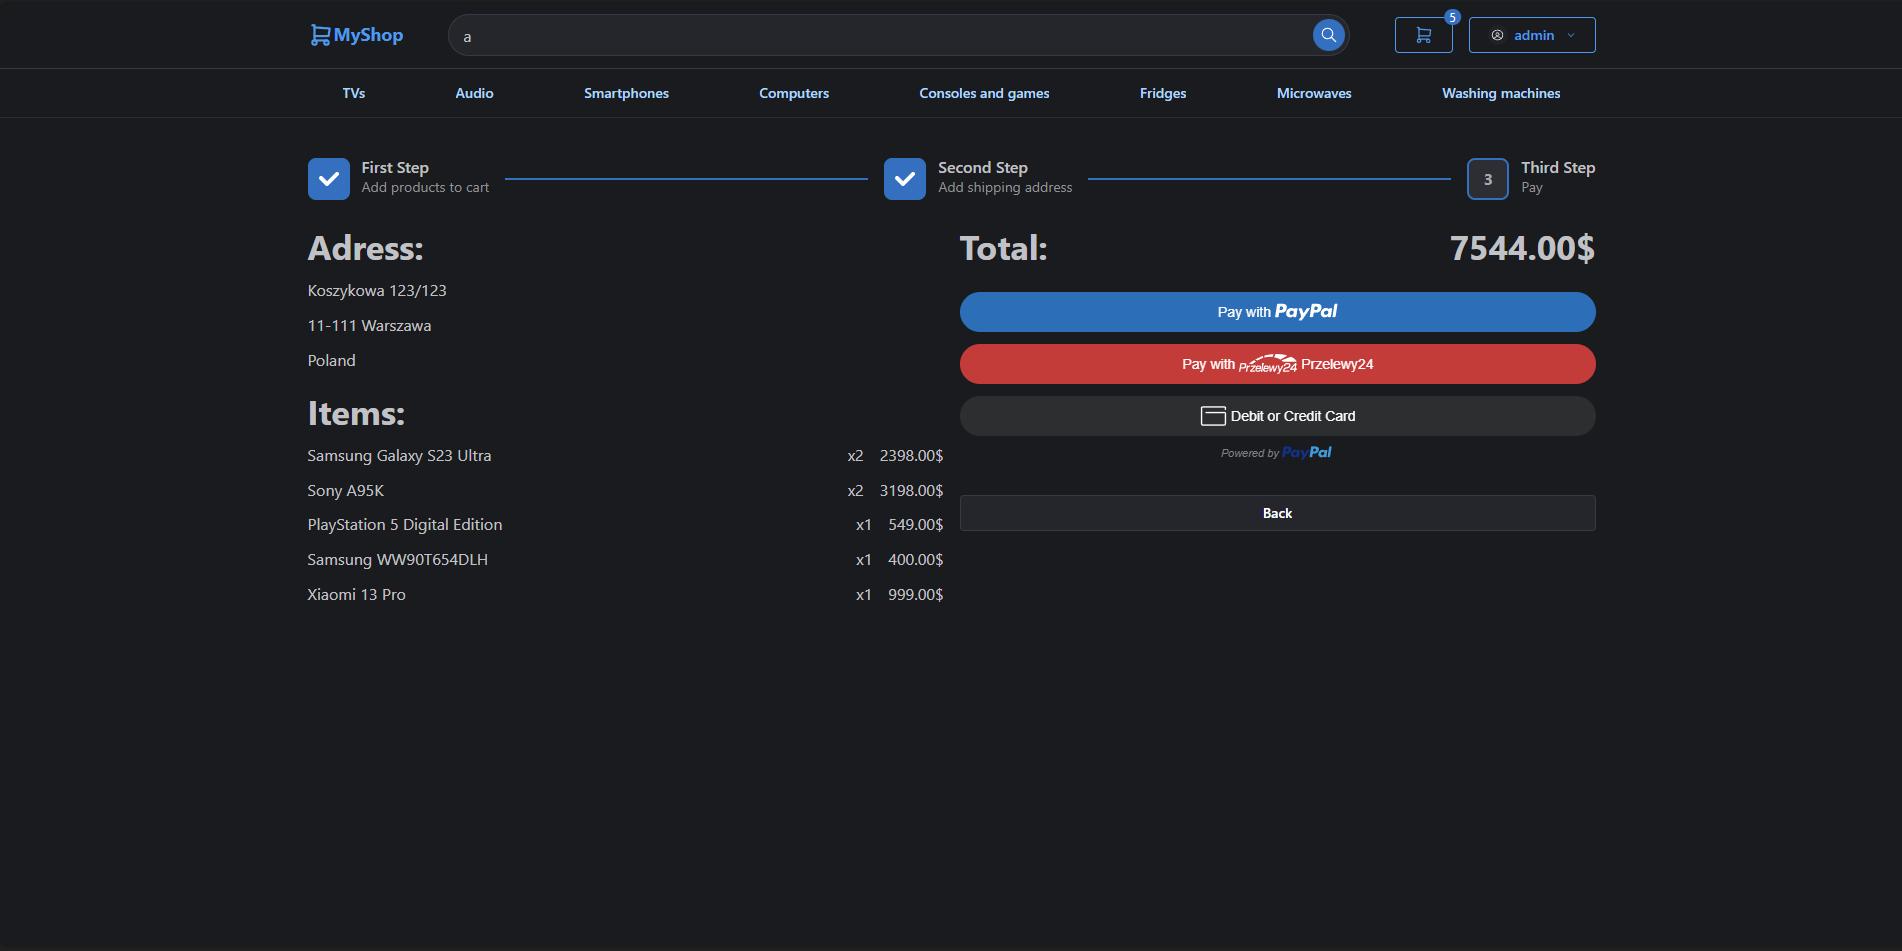 MyShop
a
5
admin
TVs Audio Smartphones Computers Consoles and games Fridges Microwaves Washing machines
First Step
Add products to cart
Second Step
Add shipping address
3
Third Step
Pay
Adress:
Koszykowa 123/123
11-111 Warszawa
Poland
Items:
Samsung Galaxy S23 Ultra x2 2398.00$
Sony A95K x2 3198.00$
PlayStation 5 Digital Edition x1 549.00$
Samsung WW90T654DLH x1 400.00$
Xiaomi 13 Pro x1 999.00$
Total: 7544.00$
Pay with PayPal
Pay with Przelewy24 Przelewy24
Debit or Credit Card
Powered by PayPal
Back